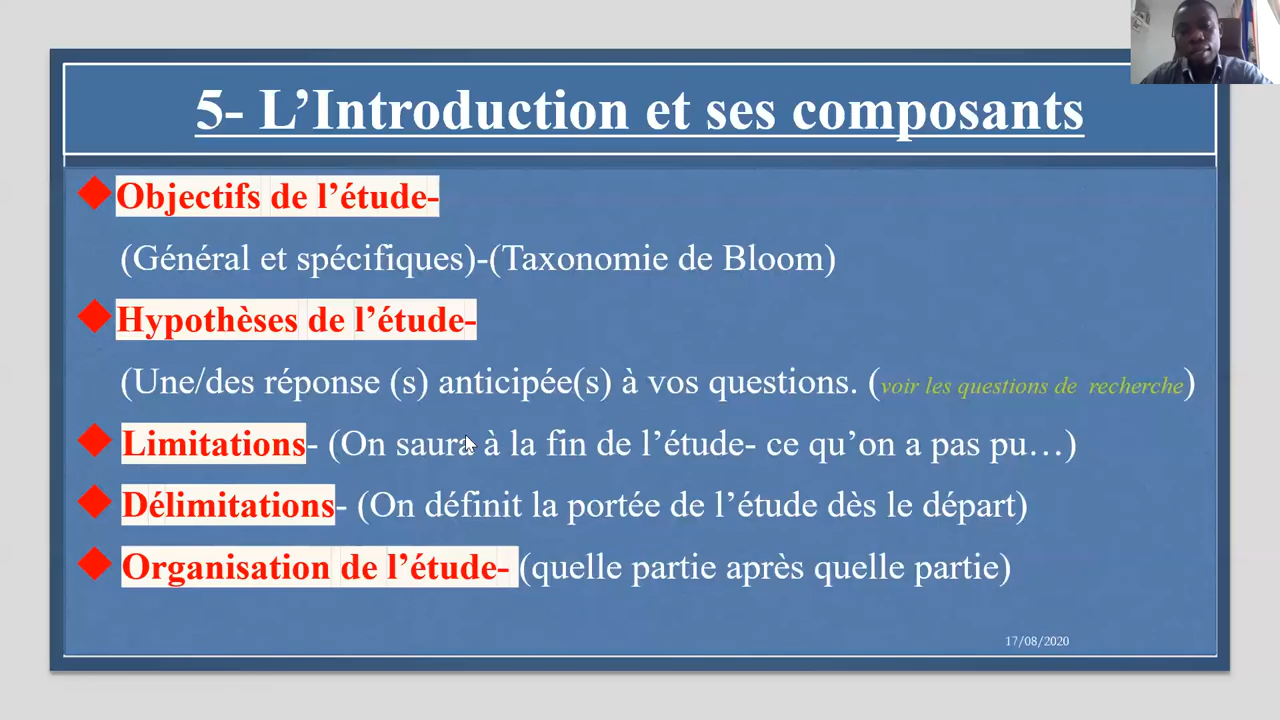 5- L’Introduction et ses composants
Objectifs de l’étude-
(Général et spécifiques)-(Taxonomie de Bloom)
Hypothèses de l’étude-
(Une/des réponse (s) anticipée(s) à vos questions. (voir les questions de recherche)
Limitations- (On saura à la fin de l’étude- ce qu’on a pas pu…)
Délimitations- (On définit la portée de l’étude dès le départ)
Organisation de l’étude- (quelle partie après quelle partie)
17/08/2020